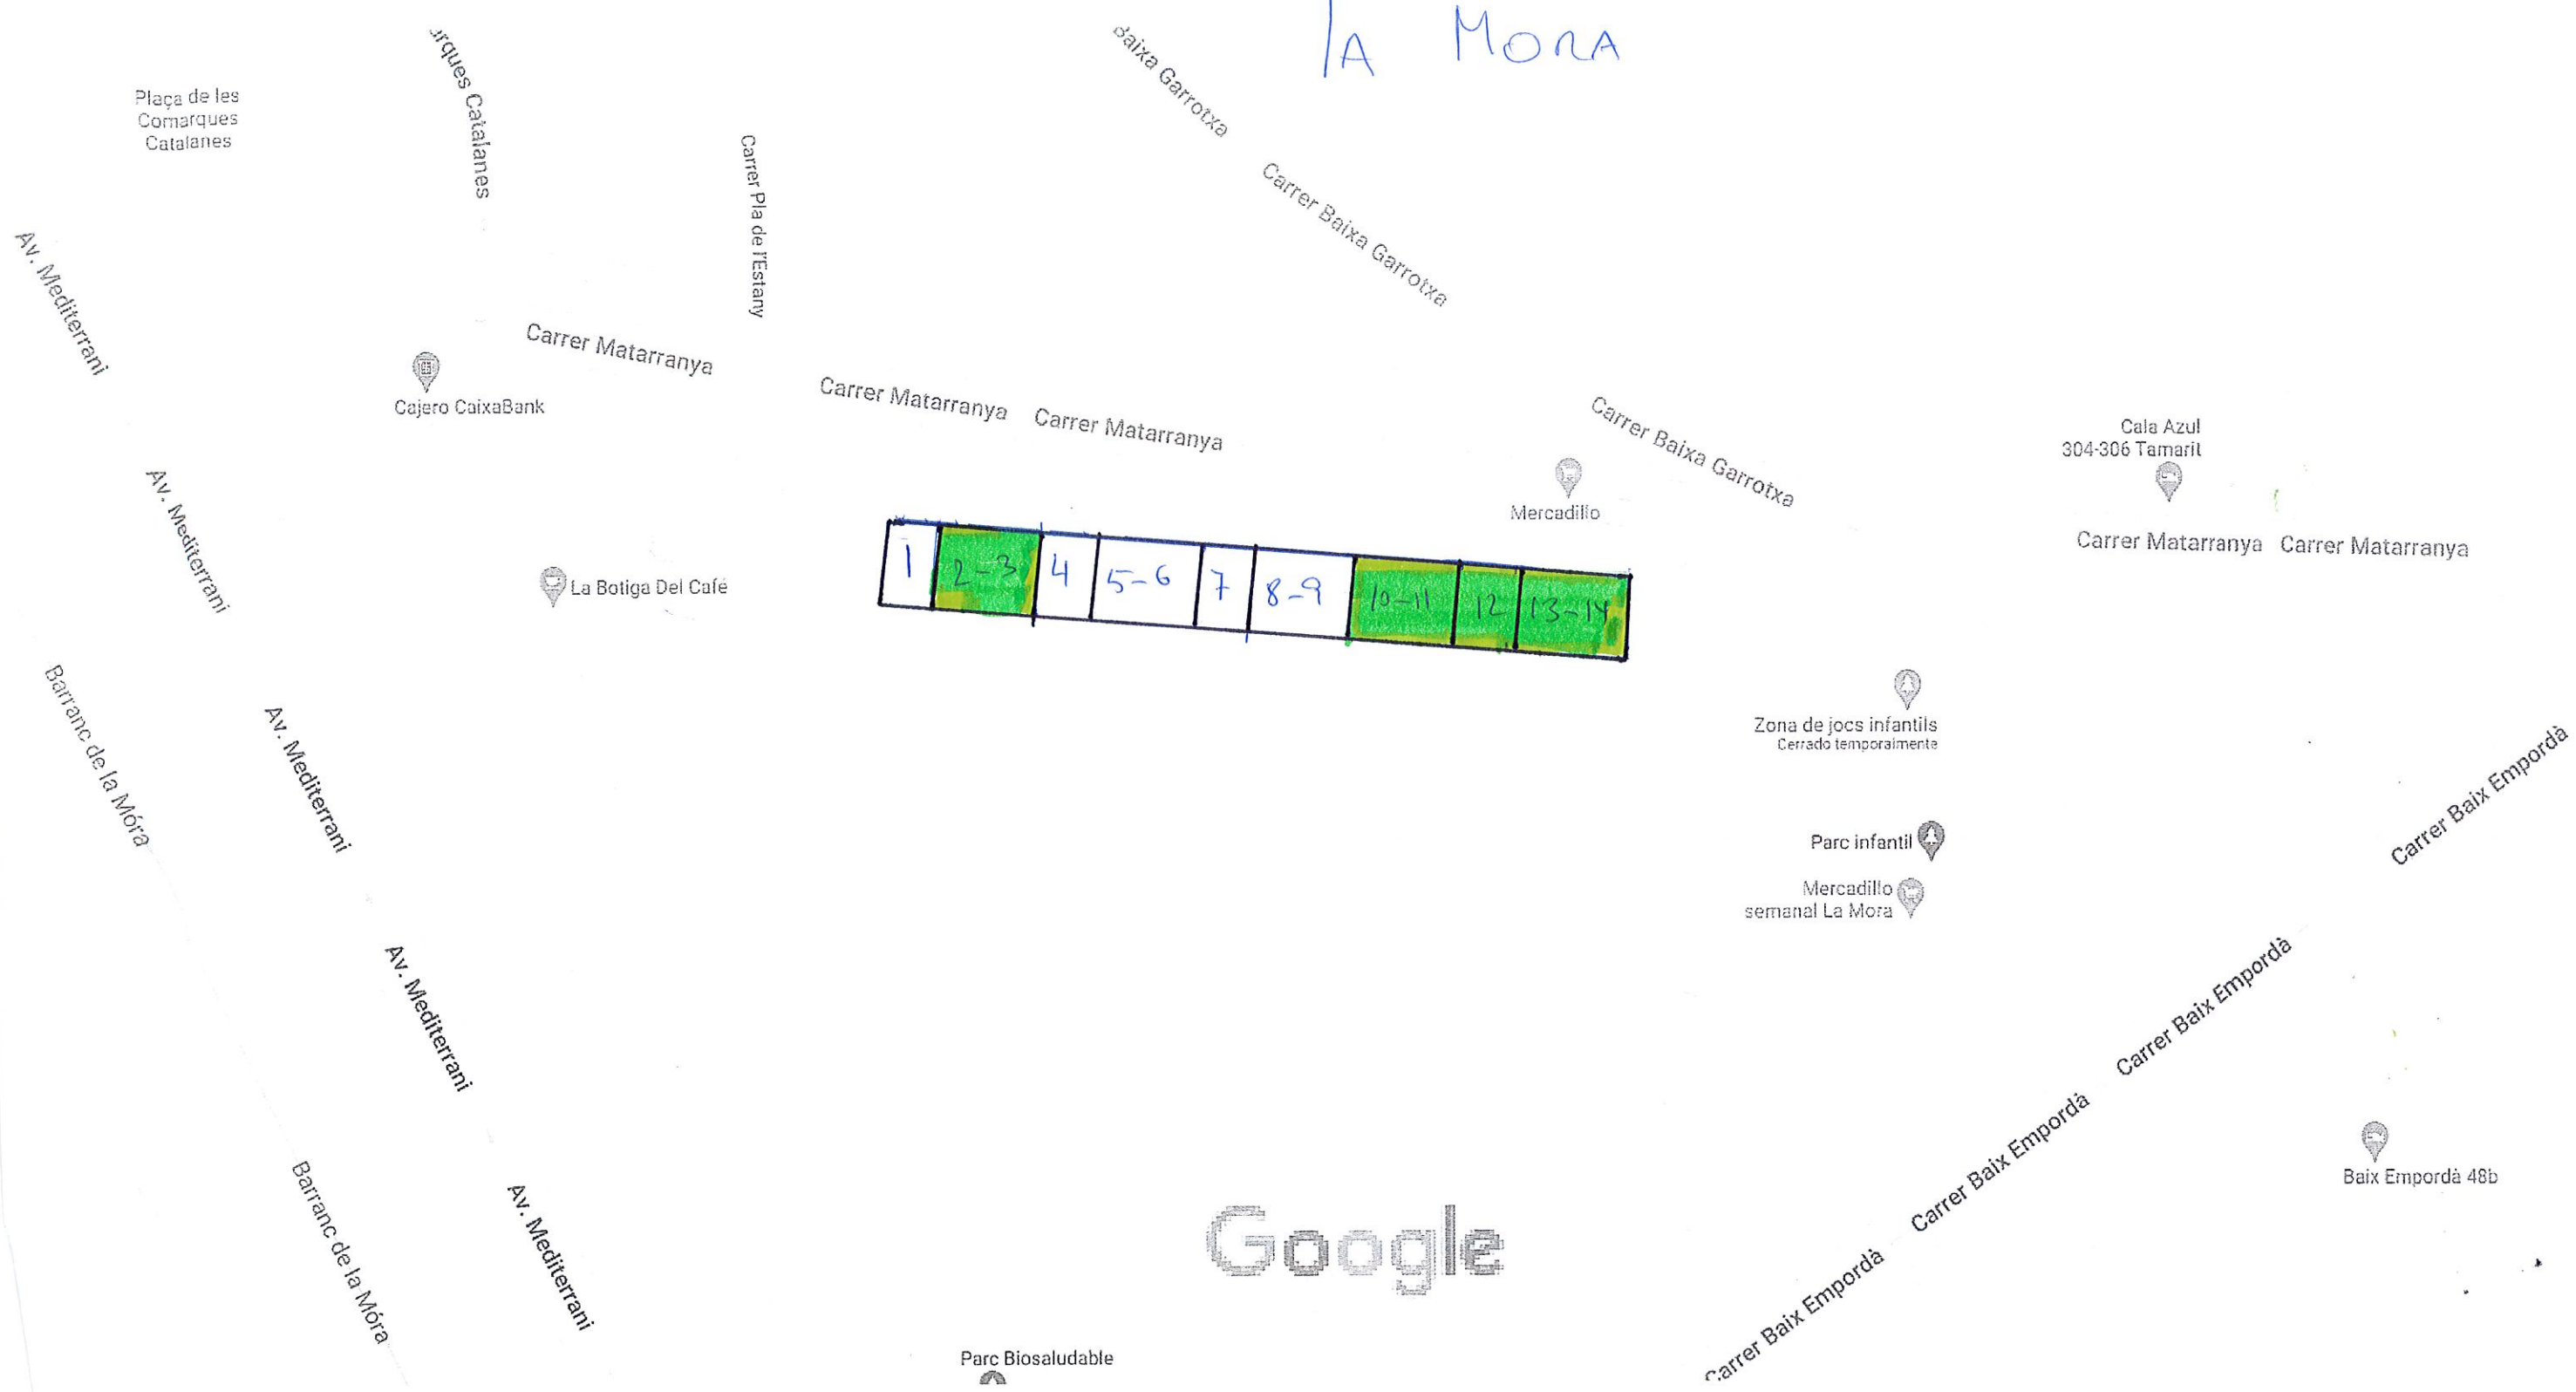 lA MORA
Baixa Garrotxa
rques Catalanes
Plaça de les
Comarques
Catalanes
Carrer Pla de l'Estany
Carrer Baixa Garrotxa
Av. Mediterrani
Carrer Matarranya
Cajero CaixaBank
Carrer Matarranya
Carrer Matarranya
Carrer Baixa Garrotxa
Cala Azul
304-306 Tamarit
Mercadillo
Carrer Matarranya
Carrer Matarranya
Av. Mediterrani
La Botiga Del Café
1 2-3 4 5-6 7 8-9 10-11 12 13-14
Barranc de la Móra
Av. Mediterrani
Zona de jocs infantils
Cerrado temporalmente
Carrer Baix Empordà
Parc infantil
Mercadillo
semanal La Mora
Av. Mediterrani
Carrer Baix Empordà
Carrer Baix Empordà
Baix Empordà 48b
Barranc de la Móra
Av. Mediterrani
Google
Carrer Baix Empordà
Parc Biosaludable